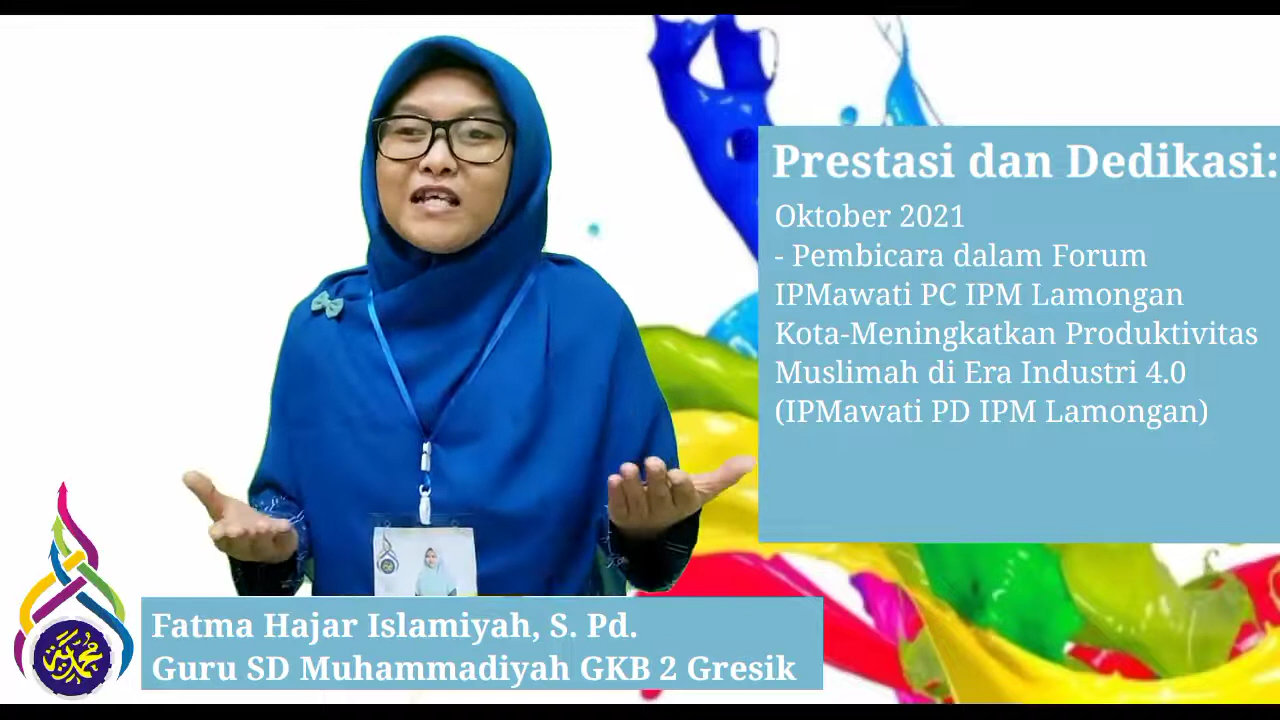 Prestasi dan Dedikasi:
Oktober 2021
- Pembicara dalam Forum
IPMawati PC IPM Lamongan
Kota-Meningkatkan Produktivitas
Muslimah di Era Industri 4.0
(IPMawati PD IPM Lamongan)
Fatma Hajar Islamiyah, S. Pd.
Guru SD Muhammadiyah GKB 2 Gresik